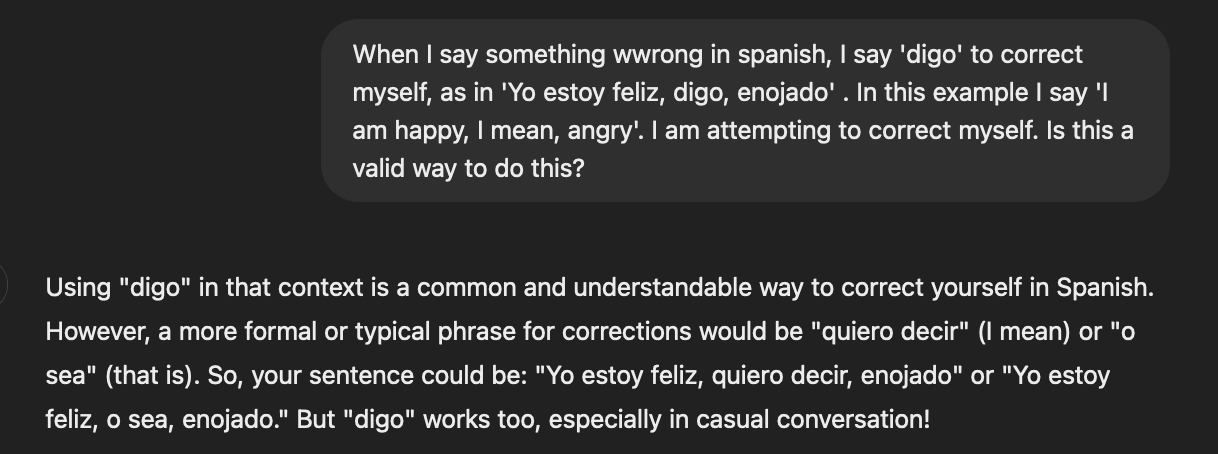 When I say something wwrong in spanish, I say 'digo' to correct
myself, as in 'Yo estoy feliz, digo, enojado' . In this example I say 'I
am happy, I mean, angry'. I am attempting to correct myself. Is this a
valid way to do this?
Using "digo" in that context is a common and understandable way to correct yourself in Spanish.
However, a more formal or typical phrase for corrections would be "quiero decir" (I mean) or "o
sea" (that is). So, your sentence could be: "Yo estoy feliz, quiero decir, enojado" or "Yo estoy
feliz, o sea, enojado." But "digo" works too, especially in casual conversation!